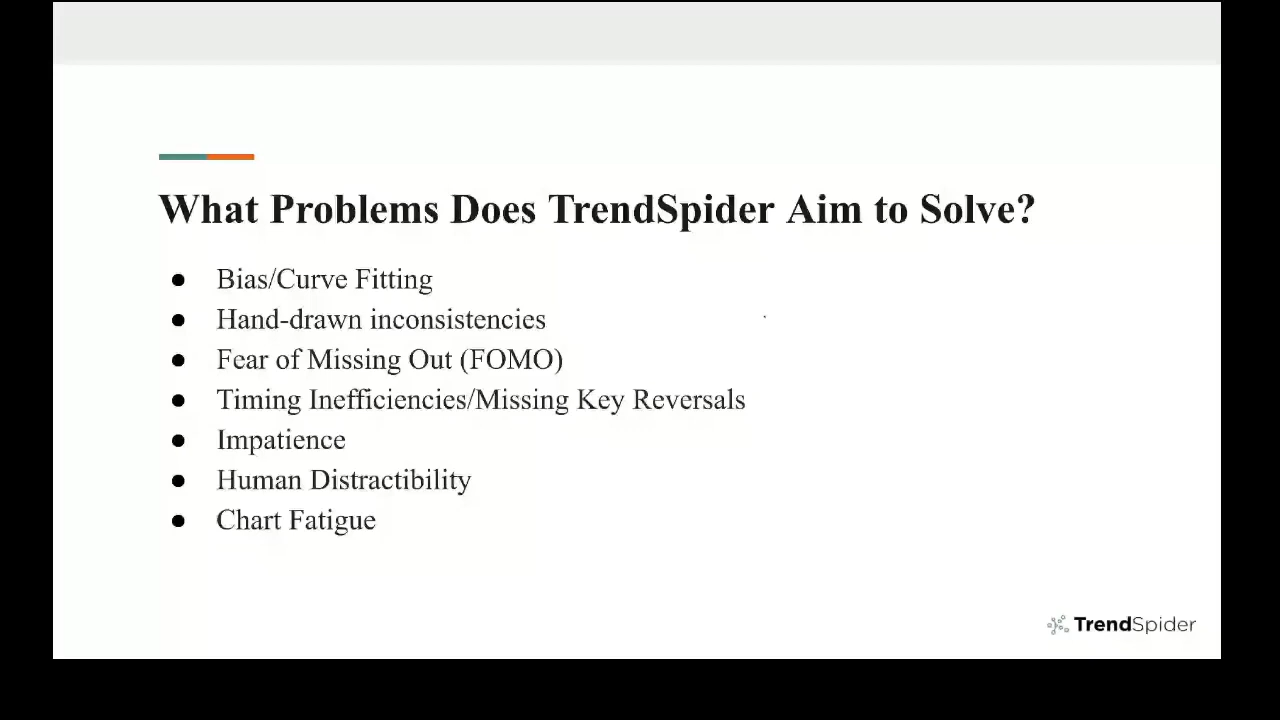 What Problems Does TrendSpider Aim to Solve?
● Bias/Curve Fitting
● Hand-drawn inconsistencies
● Fear of Missing Out (FOMO)
● Timing Inefficiencies/Missing Key Reversals
● Impatience
● Human Distractibility
● Chart Fatigue
TrendSpider